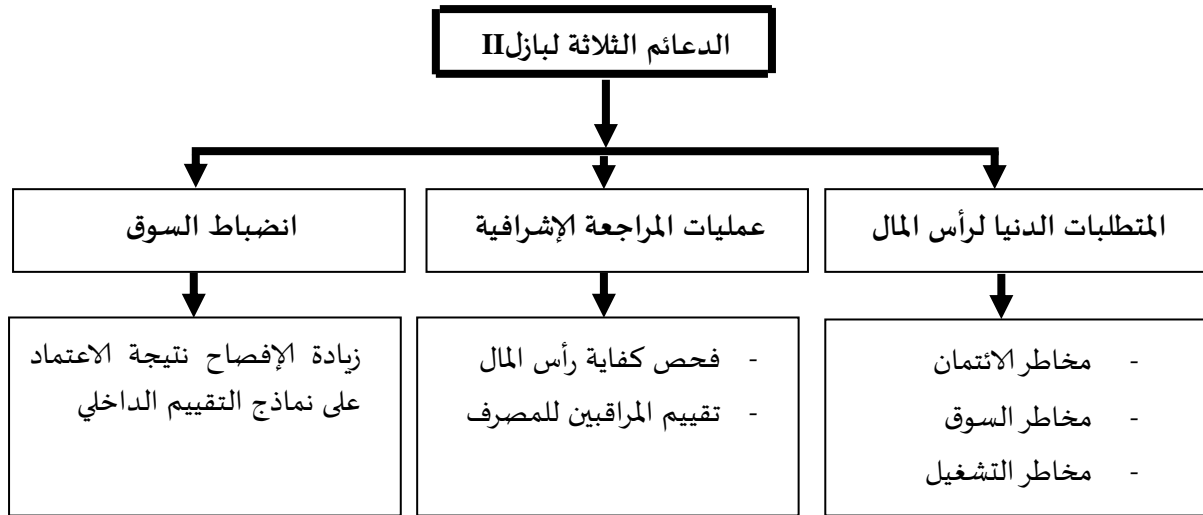 الدعائم الثلاثة لبازلII
المتطلبات الدنيا لرأس المال
عمليات المراجعة الإشرافية
انضباط السوق
- مخاطر الائتمان
- مخاطر السوق
- مخاطر التشغيل
- فحص كفاية رأس المال
- تقييم المراقبين للمصرف
زيادة الإفصاح نتيجة الاعتماد
على نماذج التقييم الداخلي